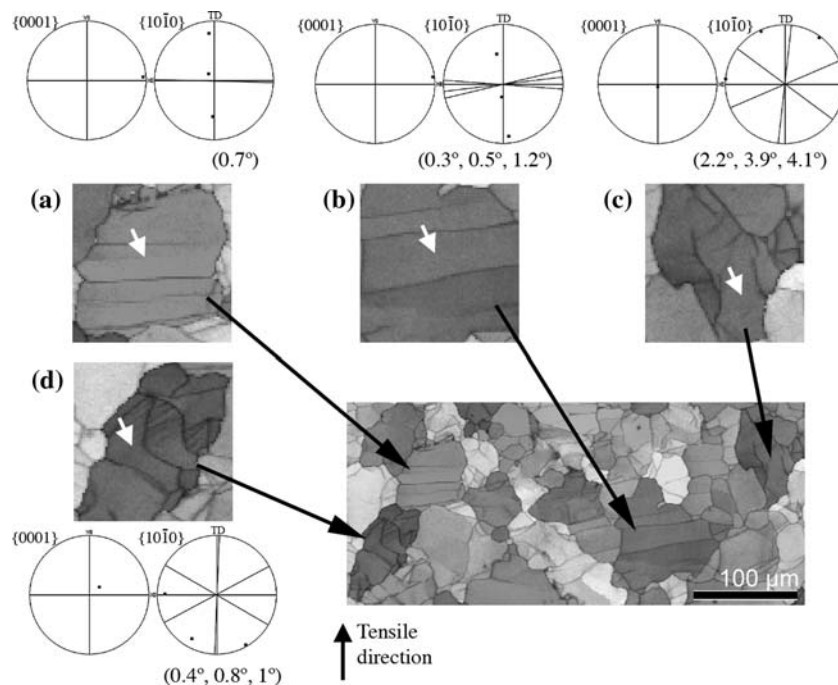 {0001}
{101̄0}
TD
{0001}
{101̄0}
TD
{0001}
{101̄0}
TD
(0.7°)
(0.3°, 0.5°, 1.2°)
(2.2°, 3.9°, 4.1°)
(a)
(b)
(c)
(d)
{0001}
{101̄0}
TD
100 µm
(0.4°, 0.8°, 1°)
Tensile
direction